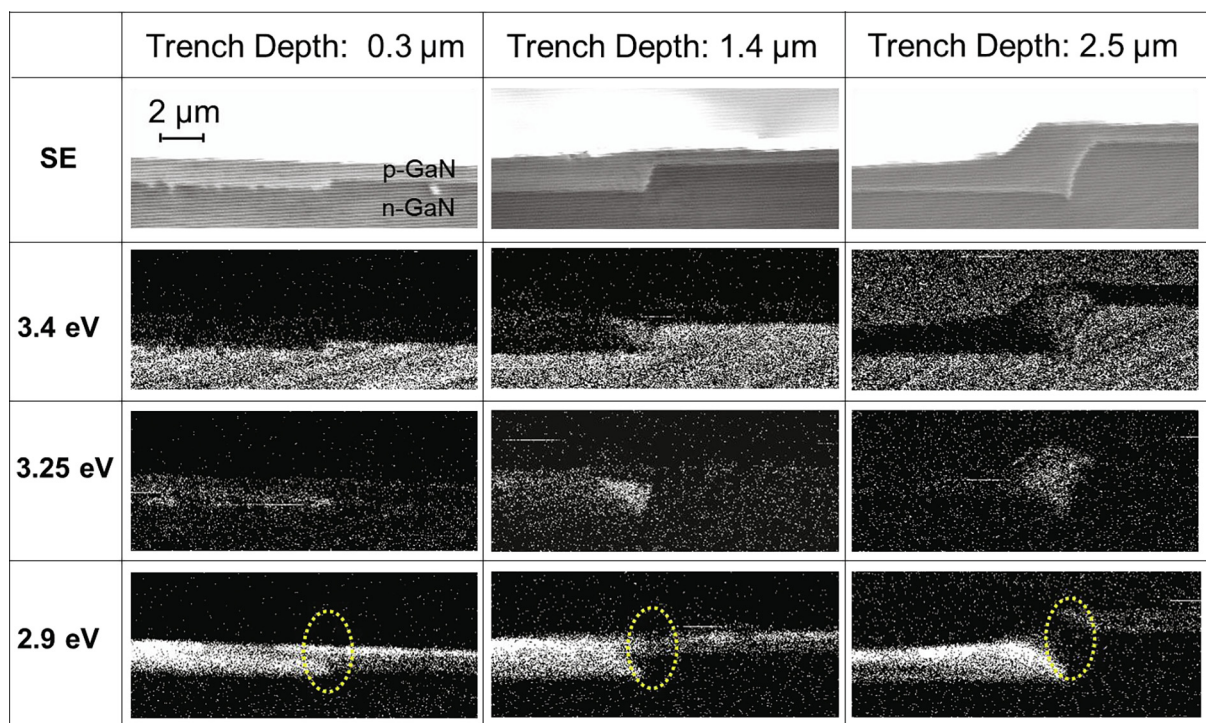 Trench Depth: 0.3 µm
Trench Depth: 1.4 µm
Trench Depth: 2.5 µm
SE
2 µm
p-GaN
n-GaN
3.4 eV
3.25 eV
2.9 eV